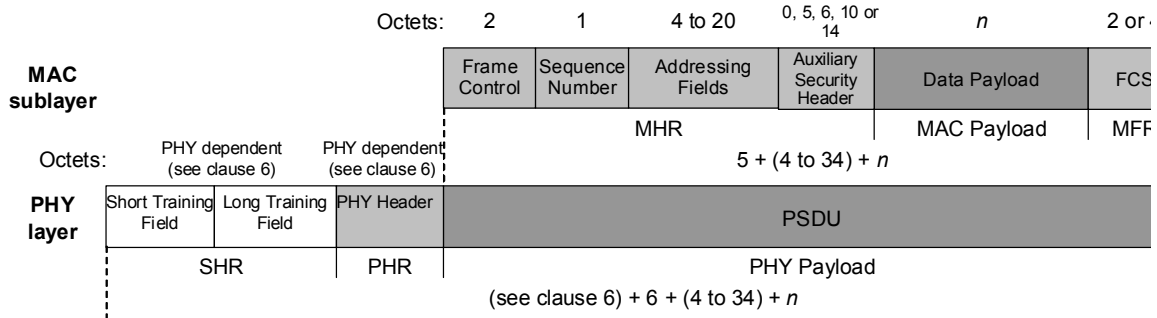 Octets: 2 1 4 to 20 0, 5, 6, 10 or 14 n 2 or
MAC sublayer
Frame Control
Sequence Number
Addressing Fields
Auxiliary Security Header
Data Payload
FCS
MHR MAC Payload MFR
Octets: PHY dependent (see clause 6) PHY dependent (see clause 6) 5 + (4 to 34) + n
PHY layer
Short Training Field
Long Training Field
PHY Header
PSDU
SHR PHR PHY Payload
(see clause 6) + 6 + (4 to 34) + n